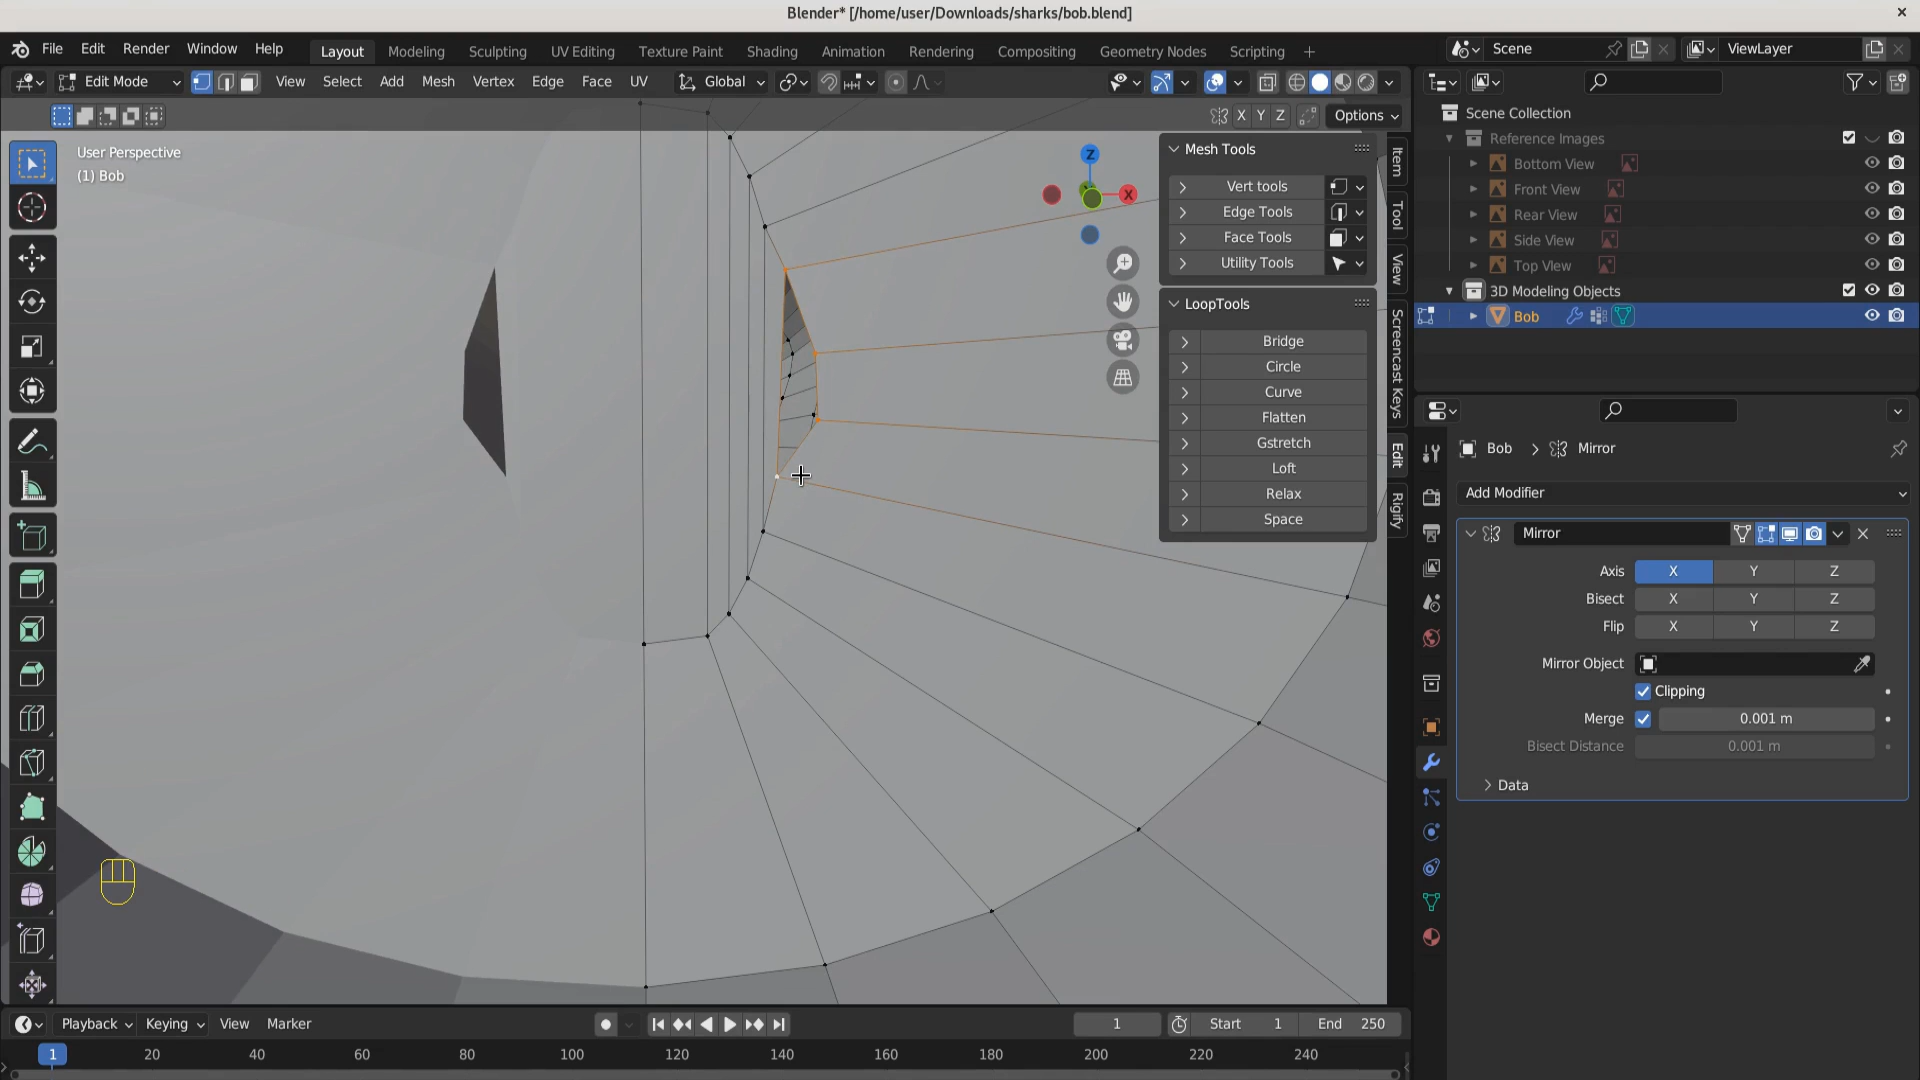 Blender* [/home/user/Downloads/sharks/bob.blend]
File Edit Render Window Help Layout Modeling Sculpting UV Editing Texture Paint Shading Animation Rendering Compositing Geometry Nodes Scripting + Scene ViewLayer
Edit Mode View Select Add Mesh Vertex Edge Face UV Global
X Y Z Options
User Perspective
(1) Bob
Z
X
Mesh Tools
Vert tools
Edge Tools
Face Tools
Utility Tools
LoopTools
Bridge
Circle
Curve
Flatten
Gstretch
Loft
Relax
Space
Item
Tool
View
Screencast Keys
Edit
Rigify
Scene Collection
Reference Images
Bottom View
Front View
Rear View
Side View
Top View
3D Modeling Objects
Bob
Bob > Mirror
Add Modifier
Mirror
Axis X Y Z
Bisect X Y Z
Flip X Y Z
Mirror Object
Clipping
Merge 0.001 m
Bisect Distance 0.001 m
Data
Playback Keying View Marker 1 Start 1 End 250
1 20 40 60 80 100 120 140 160 180 200 220 240